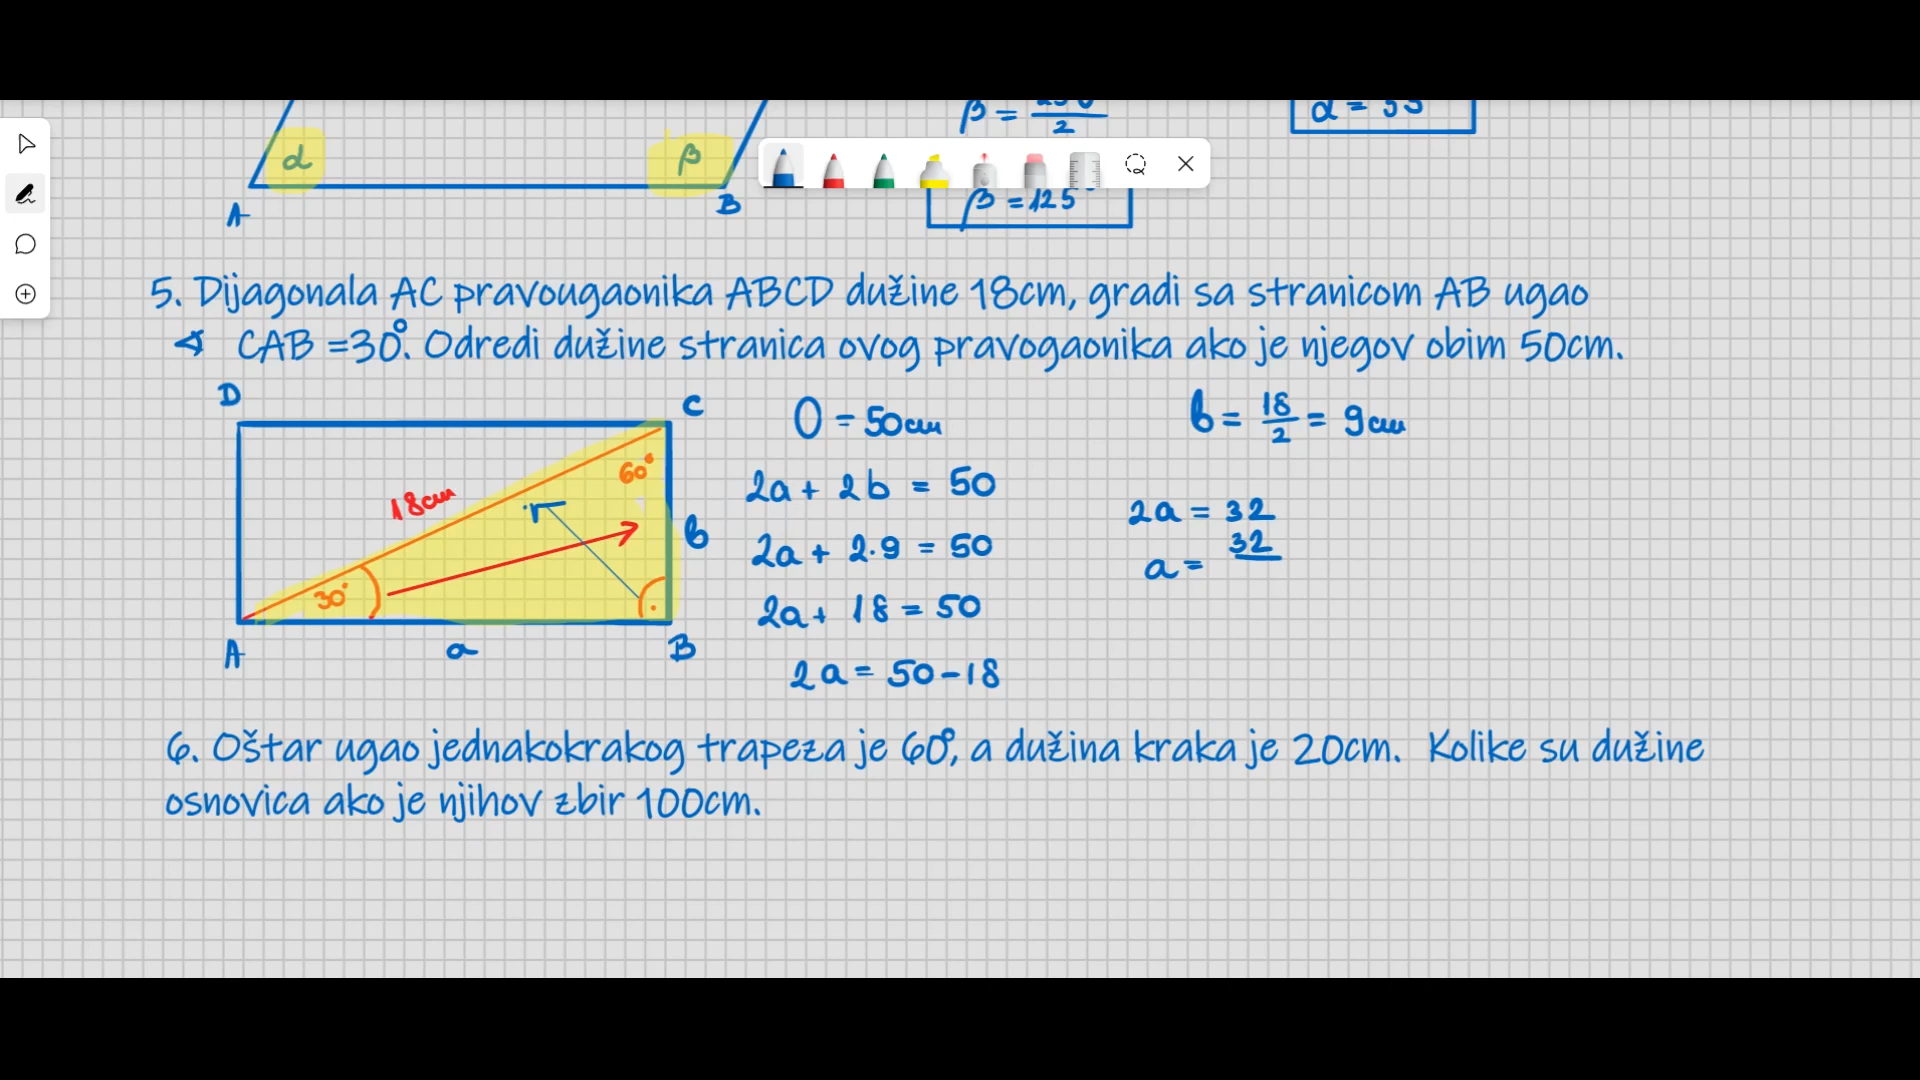 β = 
2
α = 55
α
β
β = 125°
A
B
5. Dijagonala AC pravougaonika ABCD dužine 18cm, gradi sa stranicom AB ugao
∢ CAB =30°. Odredi dužine stranica ovog pravogaonika ako je njegov obim 50cm.
D
C
O = 50cm
b = 18/2 = 9cm
60°
18cm
2a + 2b = 50
2a = 32
b
2a + 2·9 = 50
32
a =
30°
2a + 18 = 50
A
a
B
2a = 50-18
6. Oštar ugao jednakokrakog trapeza je 60°, a dužina kraka je 20cm. Kolike su dužine
osnovica ako je njihov zbir 100cm.